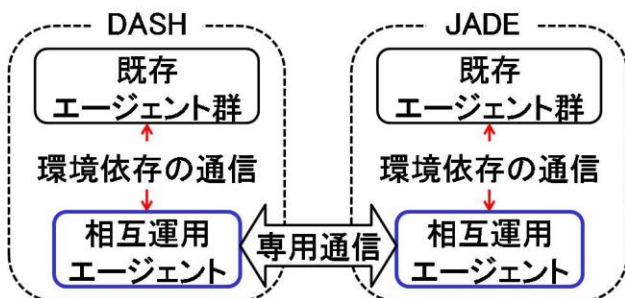 DASH
既存
エージェント群
環境依存の通信
相互運用
エージェント
専用通信
JADE
既存
エージェント群
環境依存の通信
相互運用
エージェント